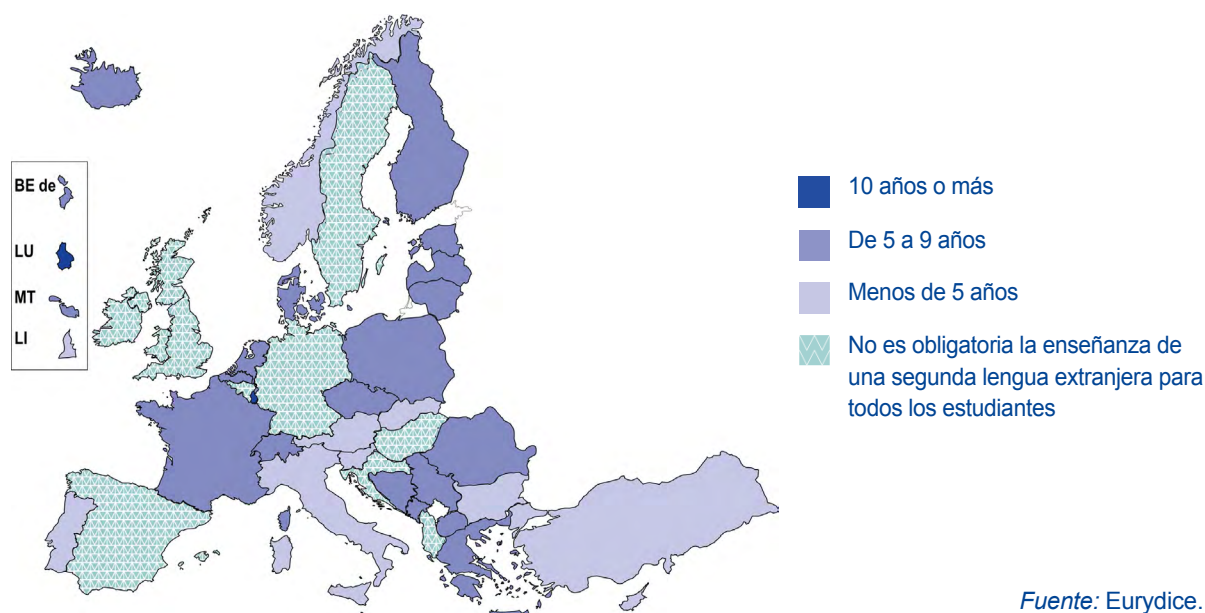 BE de
LU
MT
LI
10 años o más
De 5 a 9 años
Menos de 5 años
No es obligatoria la enseñanza de
una segunda lengua extranjera para
todos los estudiantes
Fuente: Eurydice.